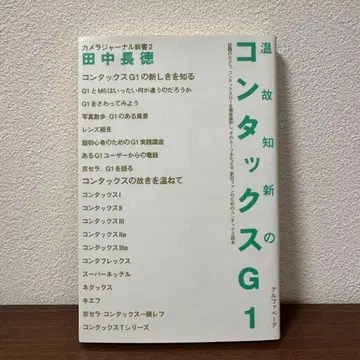 カメラジャーナル新書2
田中長徳
コンタックスG1の新しきを知る
G1とM6はいったい何が違うのだろうか
G1をさわってみよう
写真散歩・G1のある風景
レンズ超見
超初心者のためのG1実践講座
あるG1ユーザーからの電話
京セラ、G1を語る
コンタックスの故きを温ねて
コンタックスI
コンタックスII
コンタックスIII
コンタックスIIa
コンタックスIIIa
コンタフレックス
スーパーネッテル
ネタックス
キエフ
京セラ・コンタックス一眼レフ
コンタックスTシリーズ
温故知新の
コンタックスG1
アルファベータ